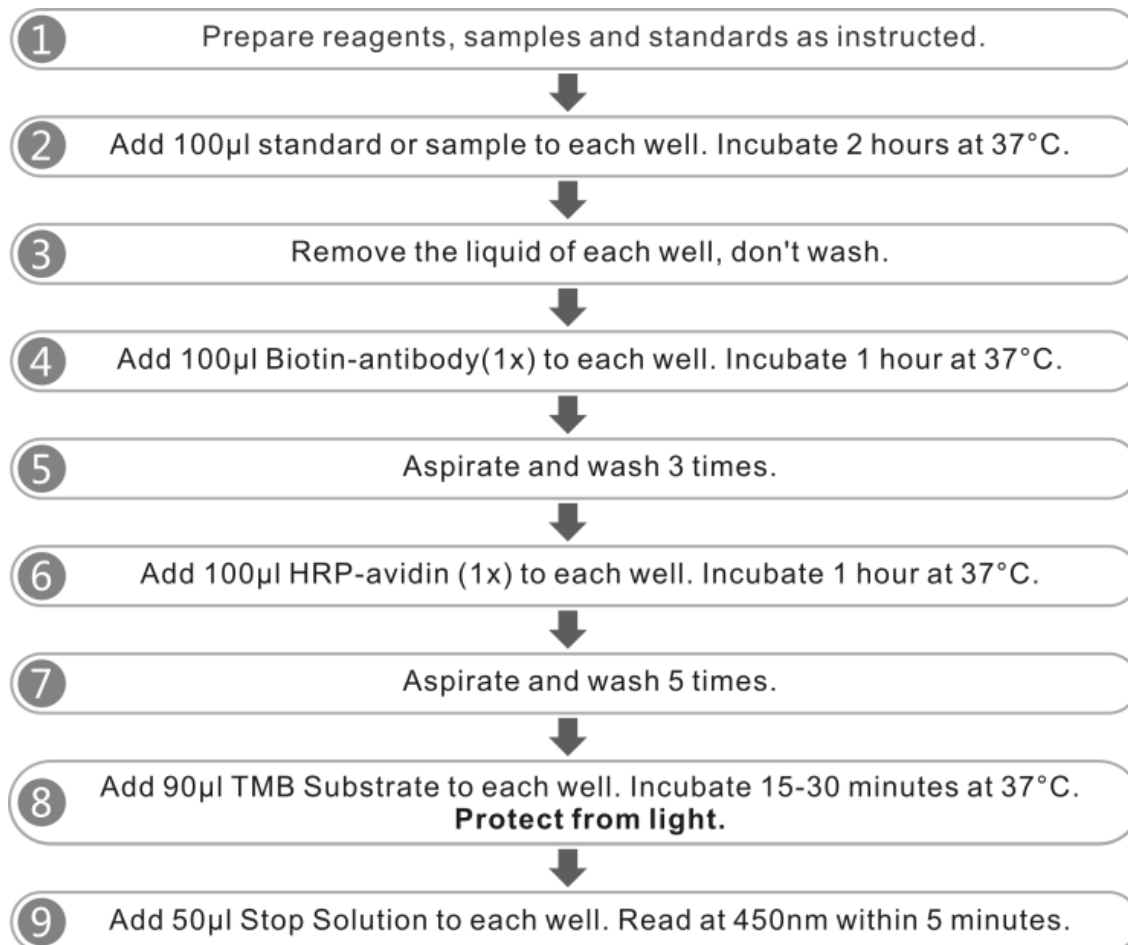 1 Prepare reagents, samples and standards as instructed.
2 Add 100µl standard or sample to each well. Incubate 2 hours at 37°C.
3 Remove the liquid of each well, don't wash.
4 Add 100µl Biotin-antibody(1x) to each well. Incubate 1 hour at 37°C.
5 Aspirate and wash 3 times.
6 Add 100µl HRP-avidin (1x) to each well. Incubate 1 hour at 37°C.
7 Aspirate and wash 5 times.
8 Add 90µl TMB Substrate to each well. Incubate 15-30 minutes at 37°C.
Protect from light.
9 Add 50µl Stop Solution to each well. Read at 450nm within 5 minutes.